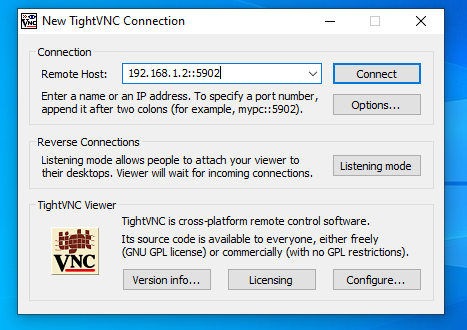 New TightVNC Connection
Connection
Remote Host:
192.168.1.2::5902
Connect
Enter a name or an IP address. To specify a port number,
append it after two colons (for example, mypc::5902).
Options...
Reverse Connections
Listening mode allows people to attach your viewer to
their desktops. Viewer will wait for incoming connections.
Listening mode
TightVNC Viewer
tight
VNC
TightVNC is cross-platform remote control software.
Its source code is available to everyone, either freely
(GNU GPL license) or commercially (with no GPL restrictions).
Version info...
Licensing
Configure...